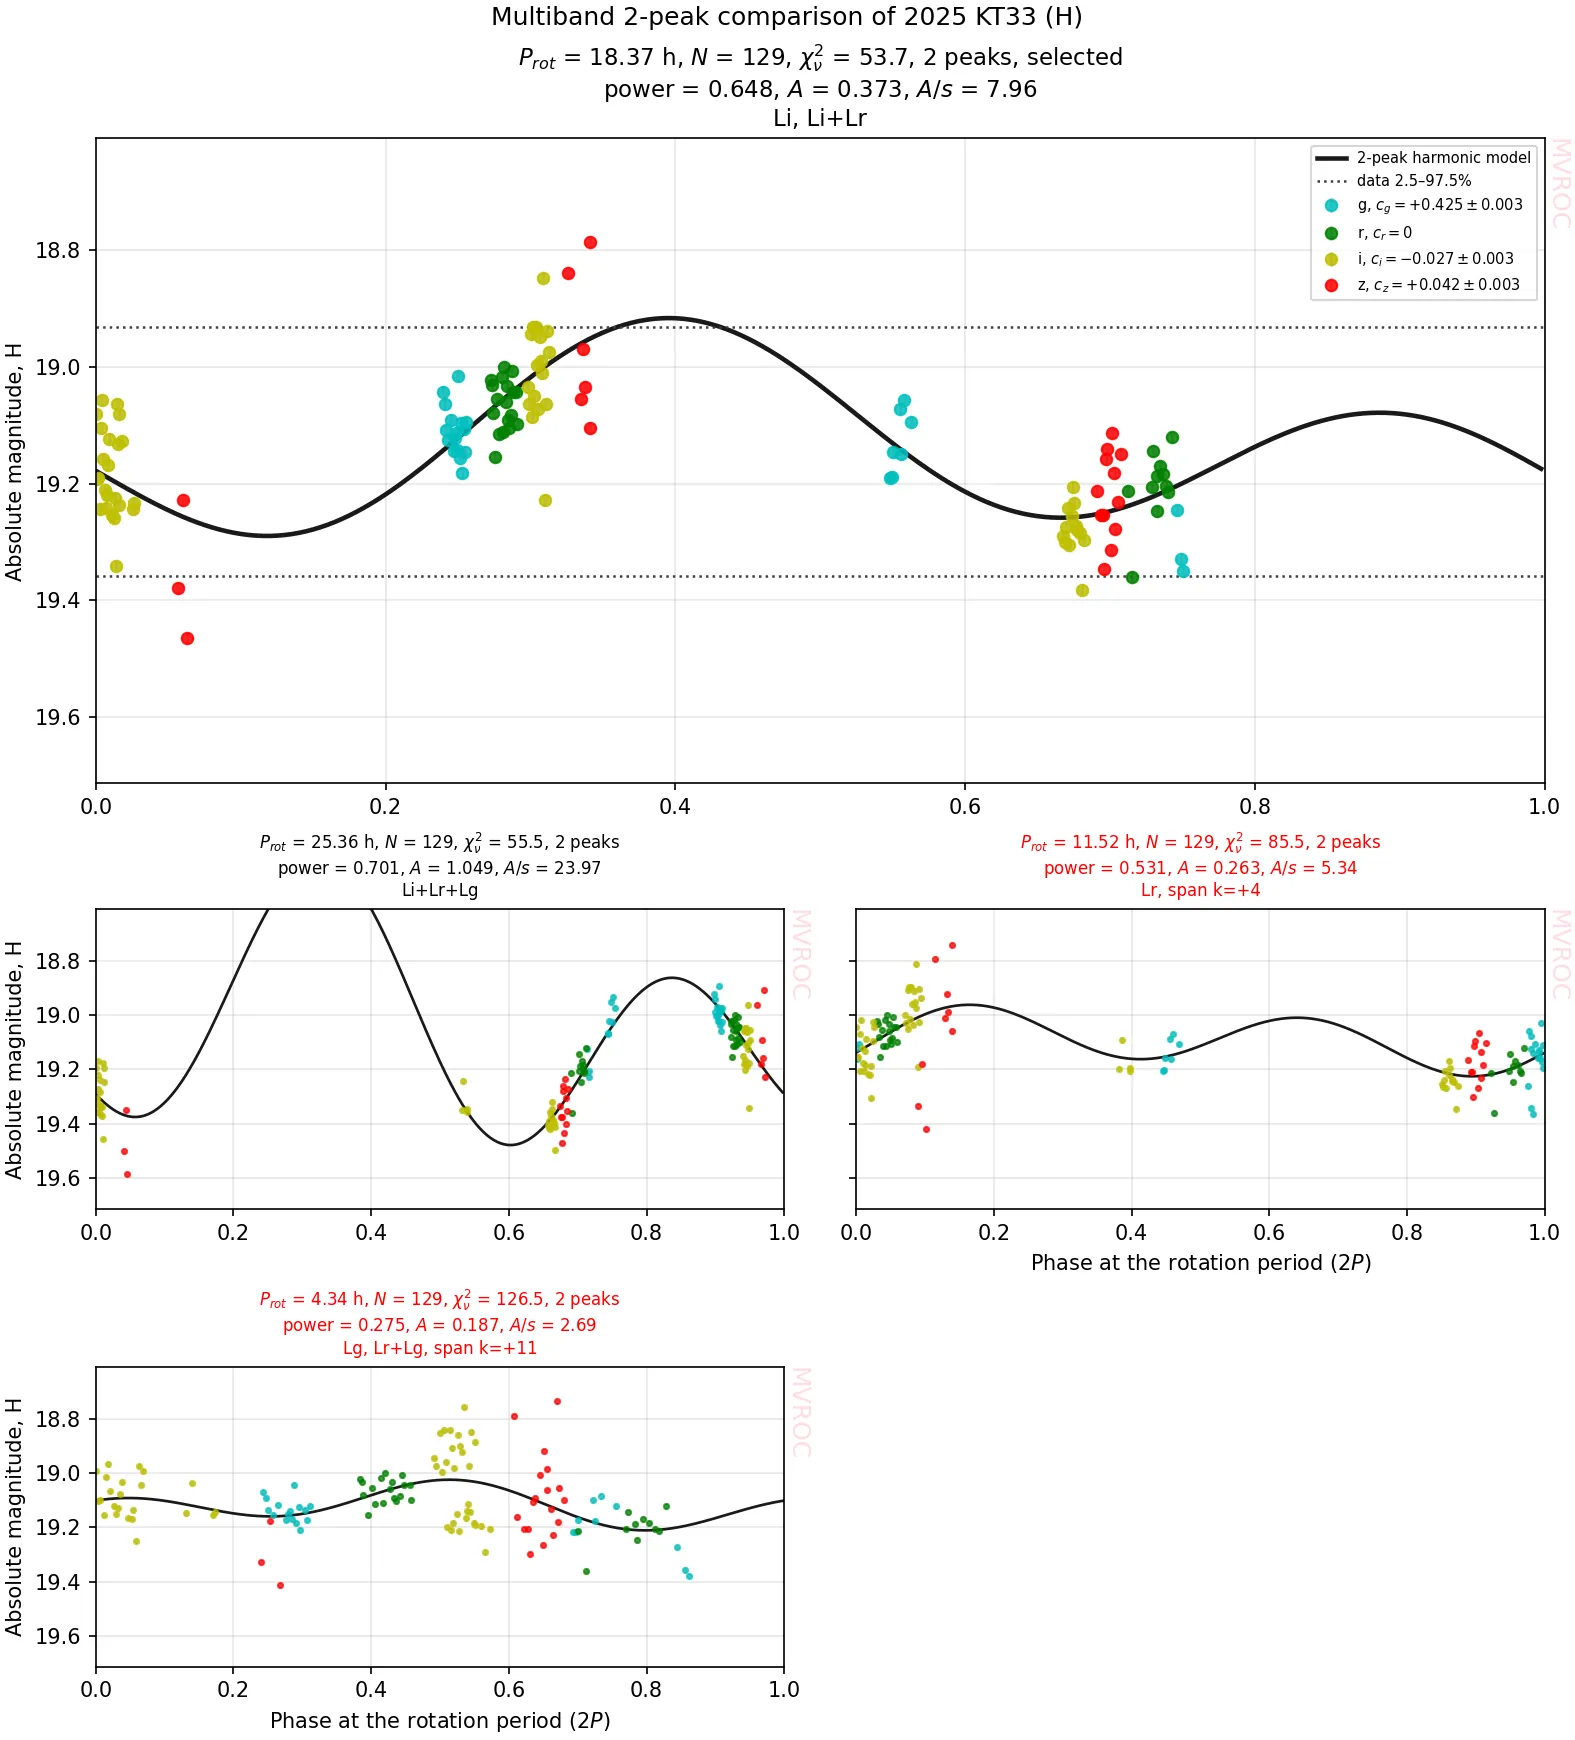 Multiband 2-peak comparison of 2025 KT33 (H)
P_rot = 18.37 h, N = 129, χ²_ν = 53.7, 2 peaks, selected
power = 0.648, A = 0.373, A/s = 7.96
Li, Li+Lr
2-peak harmonic model
data 2.5–97.5%
g, c_g = +0.425 ± 0.003
r, c_r = 0
i, c_i = −0.027 ± 0.003
z, c_z = +0.042 ± 0.003
MVROC
Absolute magnitude, H
18.8
19.0
19.2
19.4
19.6
0.0 0.2 0.4 0.6 0.8 1.0
P_rot = 25.36 h, N = 129, χ²_ν = 55.5, 2 peaks
power = 0.701, A = 1.049, A/s = 23.97
Li+Lr+Lg
MVROC
Absolute magnitude, H
18.8
19.0
19.2
19.4
19.6
0.0 0.2 0.4 0.6 0.8 1.0
P_rot = 11.52 h, N = 129, χ²_ν = 85.5, 2 peaks
power = 0.531, A = 0.263, A/s = 5.34
Lr, span k=+4
MVROC
0.0 0.2 0.4 0.6 0.8 1.0
Phase at the rotation period (2P)
P_rot = 4.34 h, N = 129, χ²_ν = 126.5, 2 peaks
power = 0.275, A = 0.187, A/s = 2.69
Lg, Lr+Lg, span k=+11
MVROC
Absolute magnitude, H
18.8
19.0
19.2
19.4
19.6
0.0 0.2 0.4 0.6 0.8 1.0
Phase at the rotation period (2P)